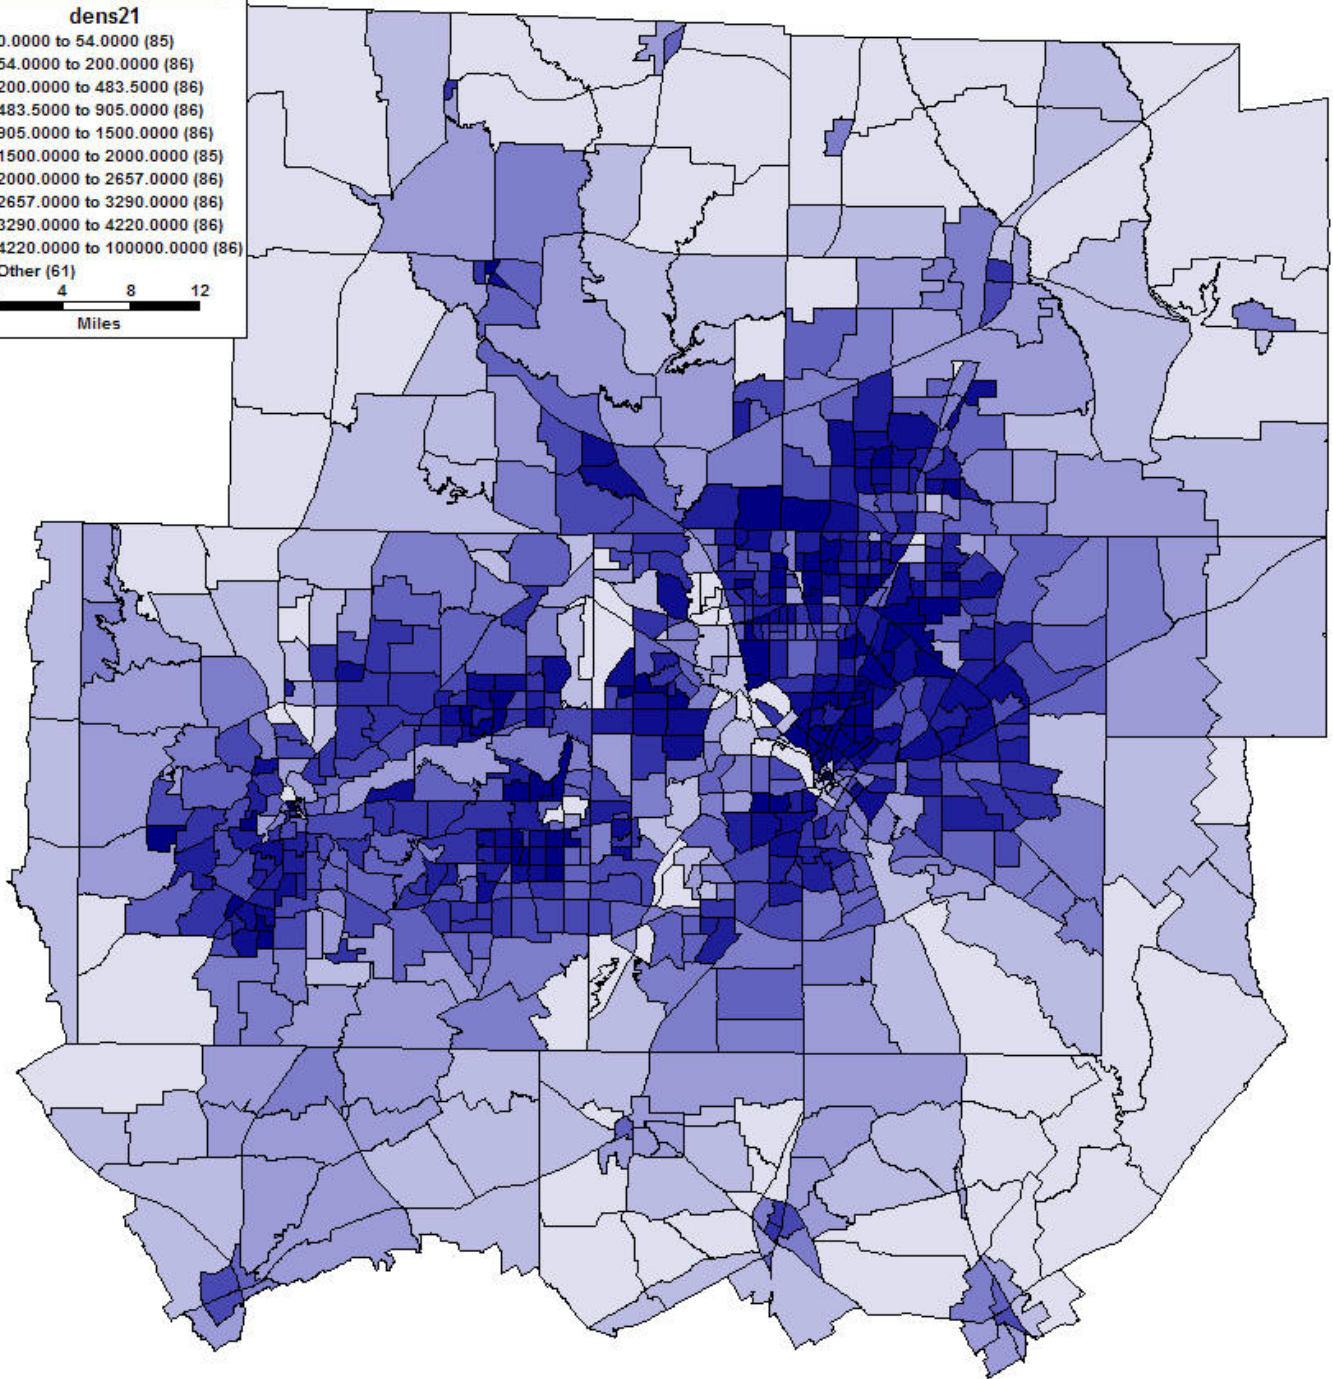 dens21
0.0000 to 54.0000 (85)
54.0000 to 200.0000 (86)
200.0000 to 483.5000 (86)
483.5000 to 905.0000 (86)
905.0000 to 1500.0000 (86)
1500.0000 to 2000.0000 (85)
2000.0000 to 2657.0000 (86)
2657.0000 to 3290.0000 (86)
3290.0000 to 4220.0000 (86)
4220.0000 to 100000.0000 (86)
Other (61)
4 8 12
Miles